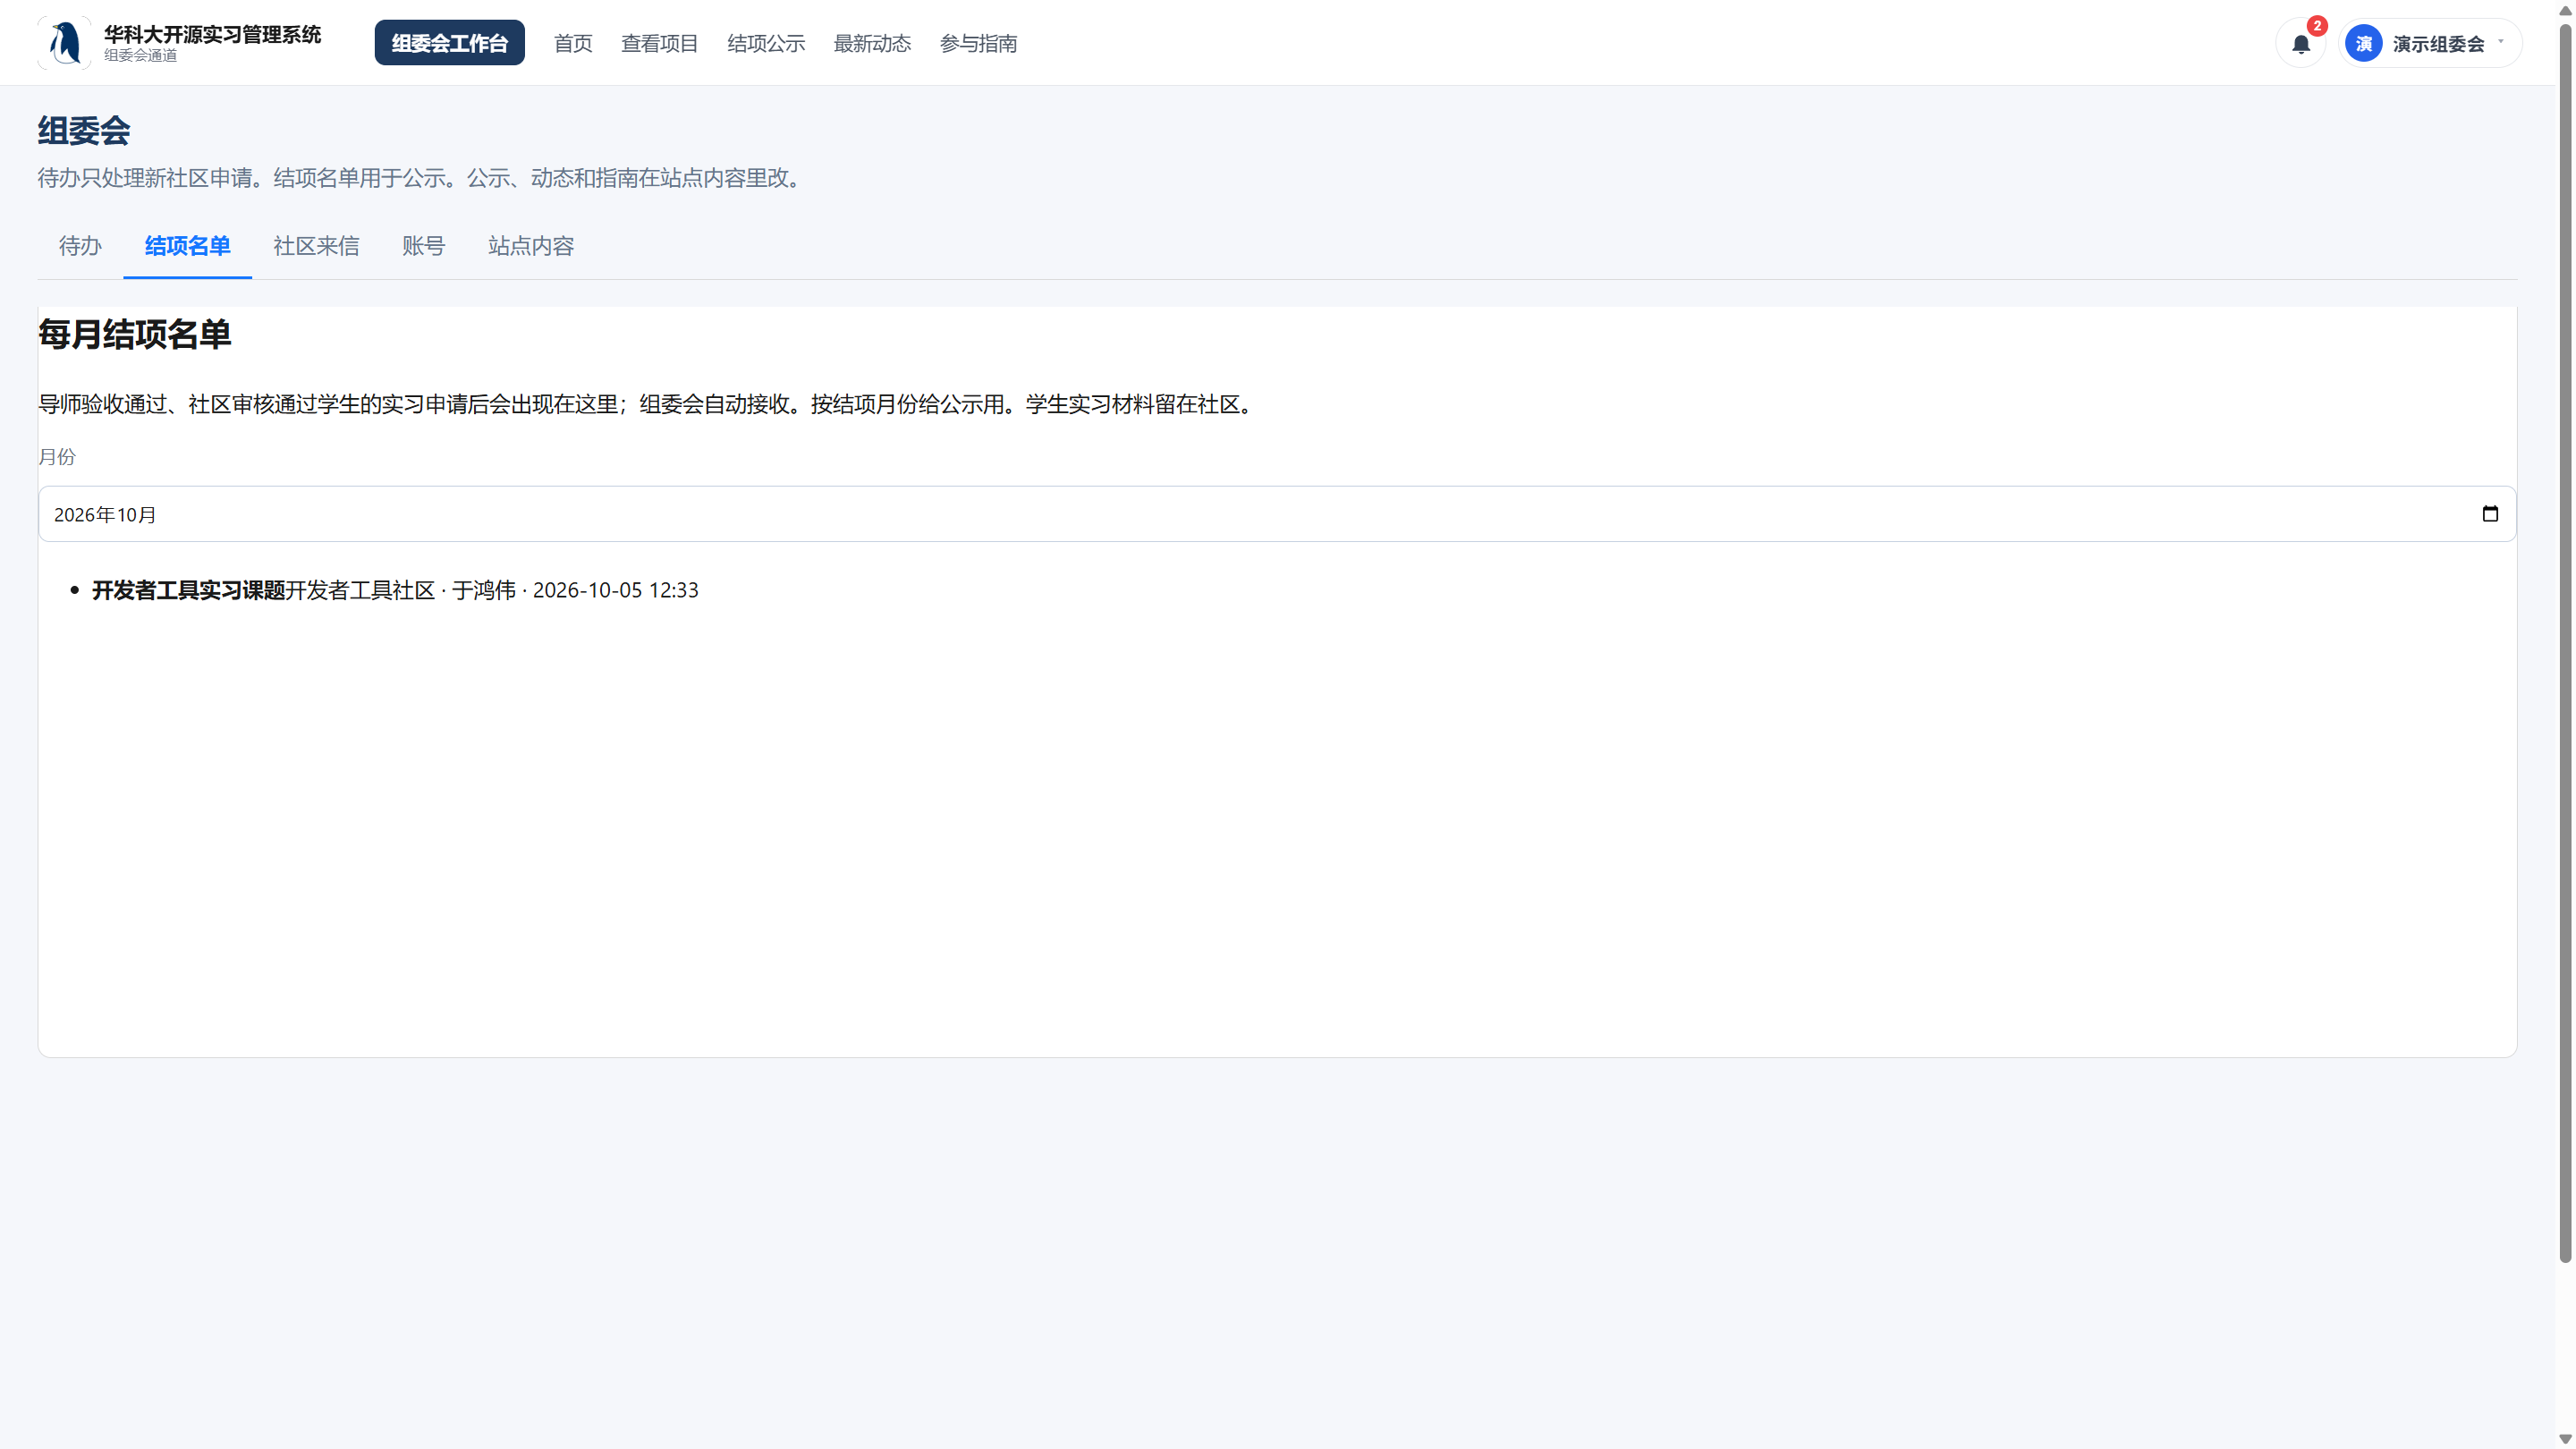 华科大开源实习管理系统
组委会通道
组委会工作台 首页 查看项目 结项公示 最新动态 参与指南
2
演 演示组委会
组委会
待办只处理新社区申请。结项名单用于公示。公示、动态和指南在站点内容里改。
待办 结项名单 社区来信 账号 站点内容
每月结项名单
导师验收通过、社区审核通过学生的实习申请后会出现在这里；组委会自动接收。按结项月份给公示用。学生实习材料留在社区。
月份
2026年10月
开发者工具实习课题开发者工具社区 · 于鸿伟 · 2026-10-05 12:33